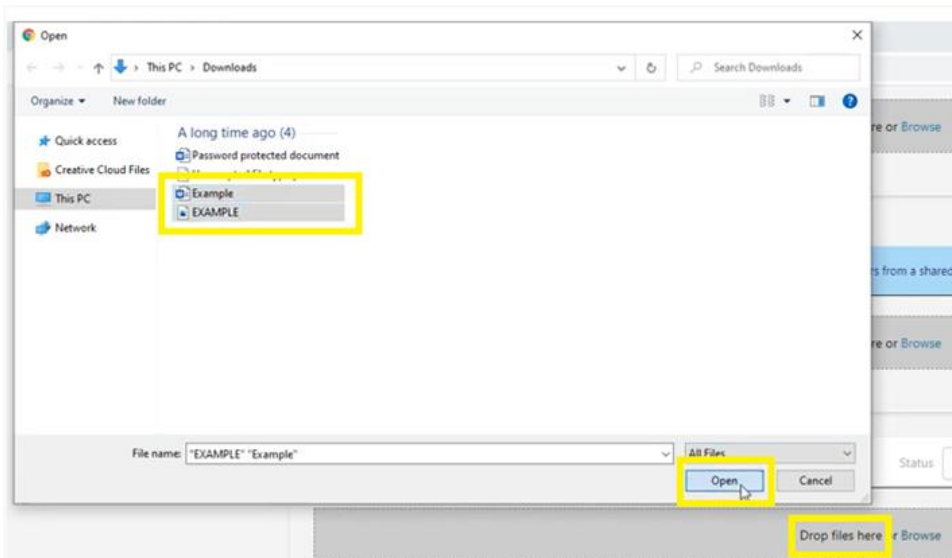 Open
This PC > Downloads
Search Downloads
Organize New folder
re or Browse
Quick access
A long time ago (4)
Password protected document
Creative Cloud Files
This PC
Example
EXAMPLE
Network
rs from a shared
re or Browse
File name: "EXAMPLE" "Example"
All Files
Status
Open Cancel
Drop files here r Browse